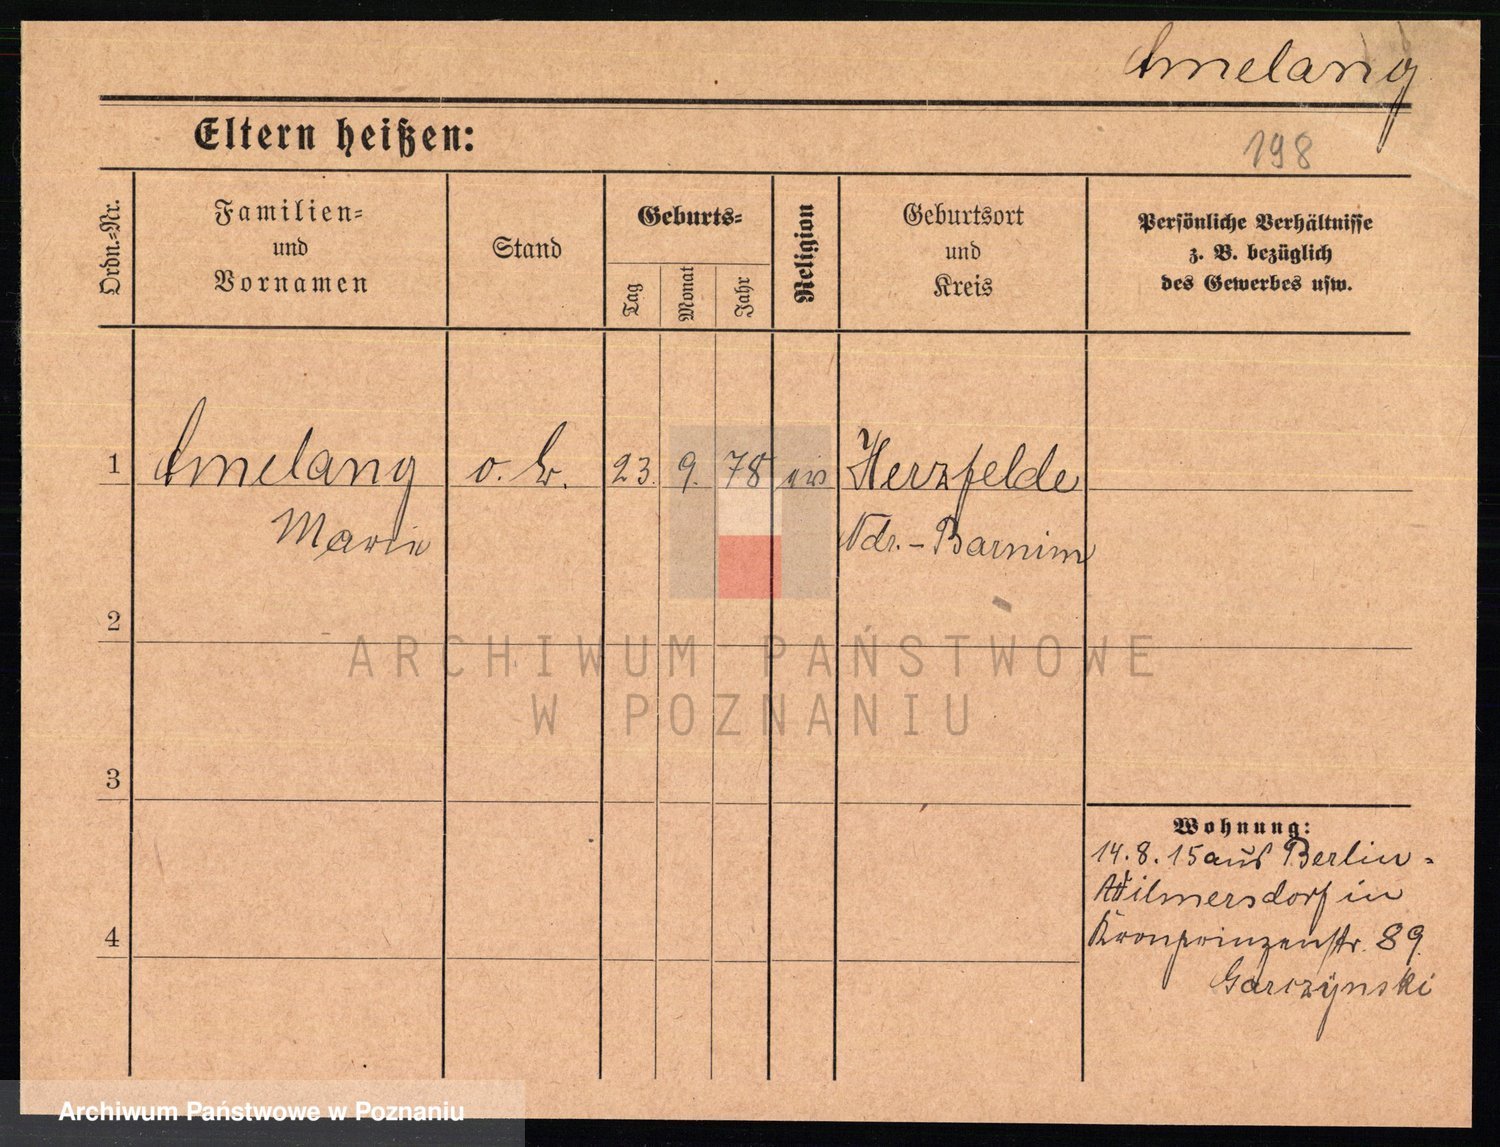 Amelang
Eltern heißen:
198
Ordn.-Nr.
Familien-
und
Vornamen
Stand
Geburts-
Tag
Monat
Jahr
Religion
Geburtsort
und
Kreis
Persönliche Verhältnisse
z. B. bezüglich
des Gewerbes usw.
1 Amelang o. G. 23. 9. 78 ev Herzfelde
Marie Ndr.-Barnim
2
3
4
Wohnung:
14.8.15 aus Berlin-
Wilmersdorf in
Kronprinzenstr. 89
Garczynski
ARCHIWUM PAŃSTWOWE
W POZNANIU
Archiwum Państwowe w Poznaniu